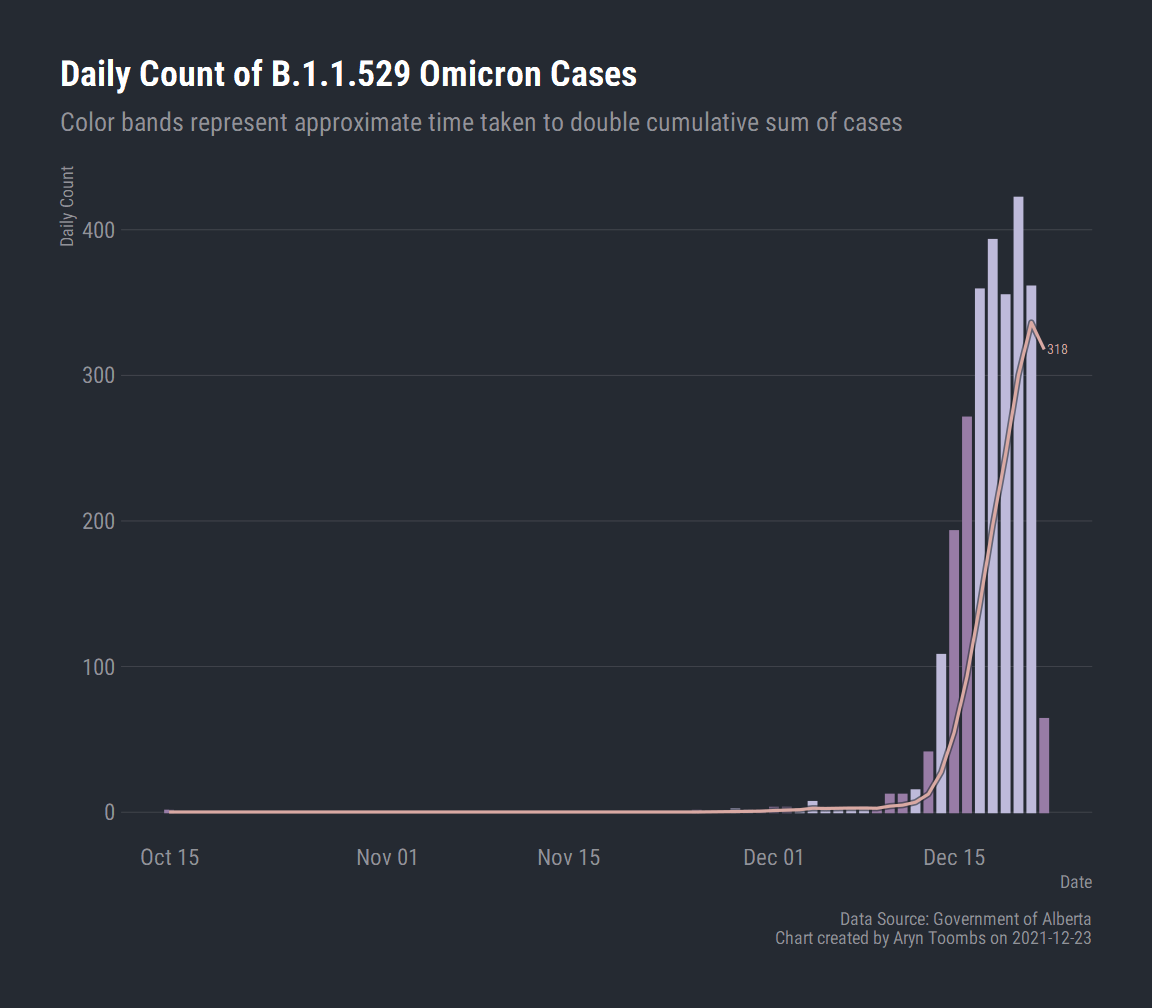 Daily Count of B.1.1.529 Omicron Cases
Color bands represent approximate time taken to double cumulative sum of cases
Daily Count
400
300
318
200
100
0
Oct 15
Nov 01
Nov 15
Dec 01
Dec 15
Date
Data Source: Government of Alberta
Chart created by Aryn Toombs on 2021-12-23